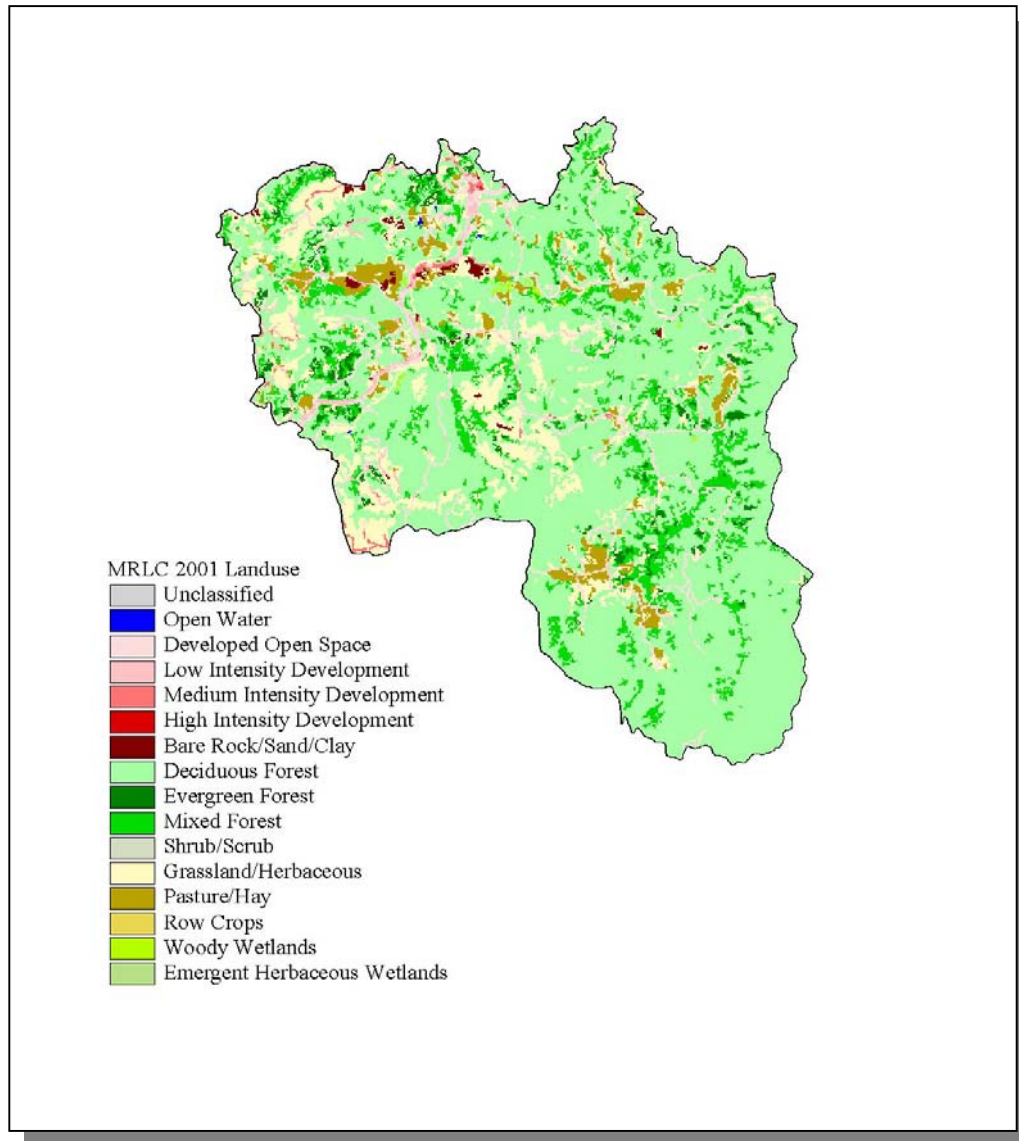 MRLC 2001 Landuse
Unclassified
Open Water
Developed Open Space
Low Intensity Development
Medium Intensity Development
High Intensity Development
Bare Rock/Sand/Clay
Deciduous Forest
Evergreen Forest
Mixed Forest
Shrub/Scrub
Grassland/Herbaceous
Pasture/Hay
Row Crops
Woody Wetlands
Emergent Herbaceous Wetlands